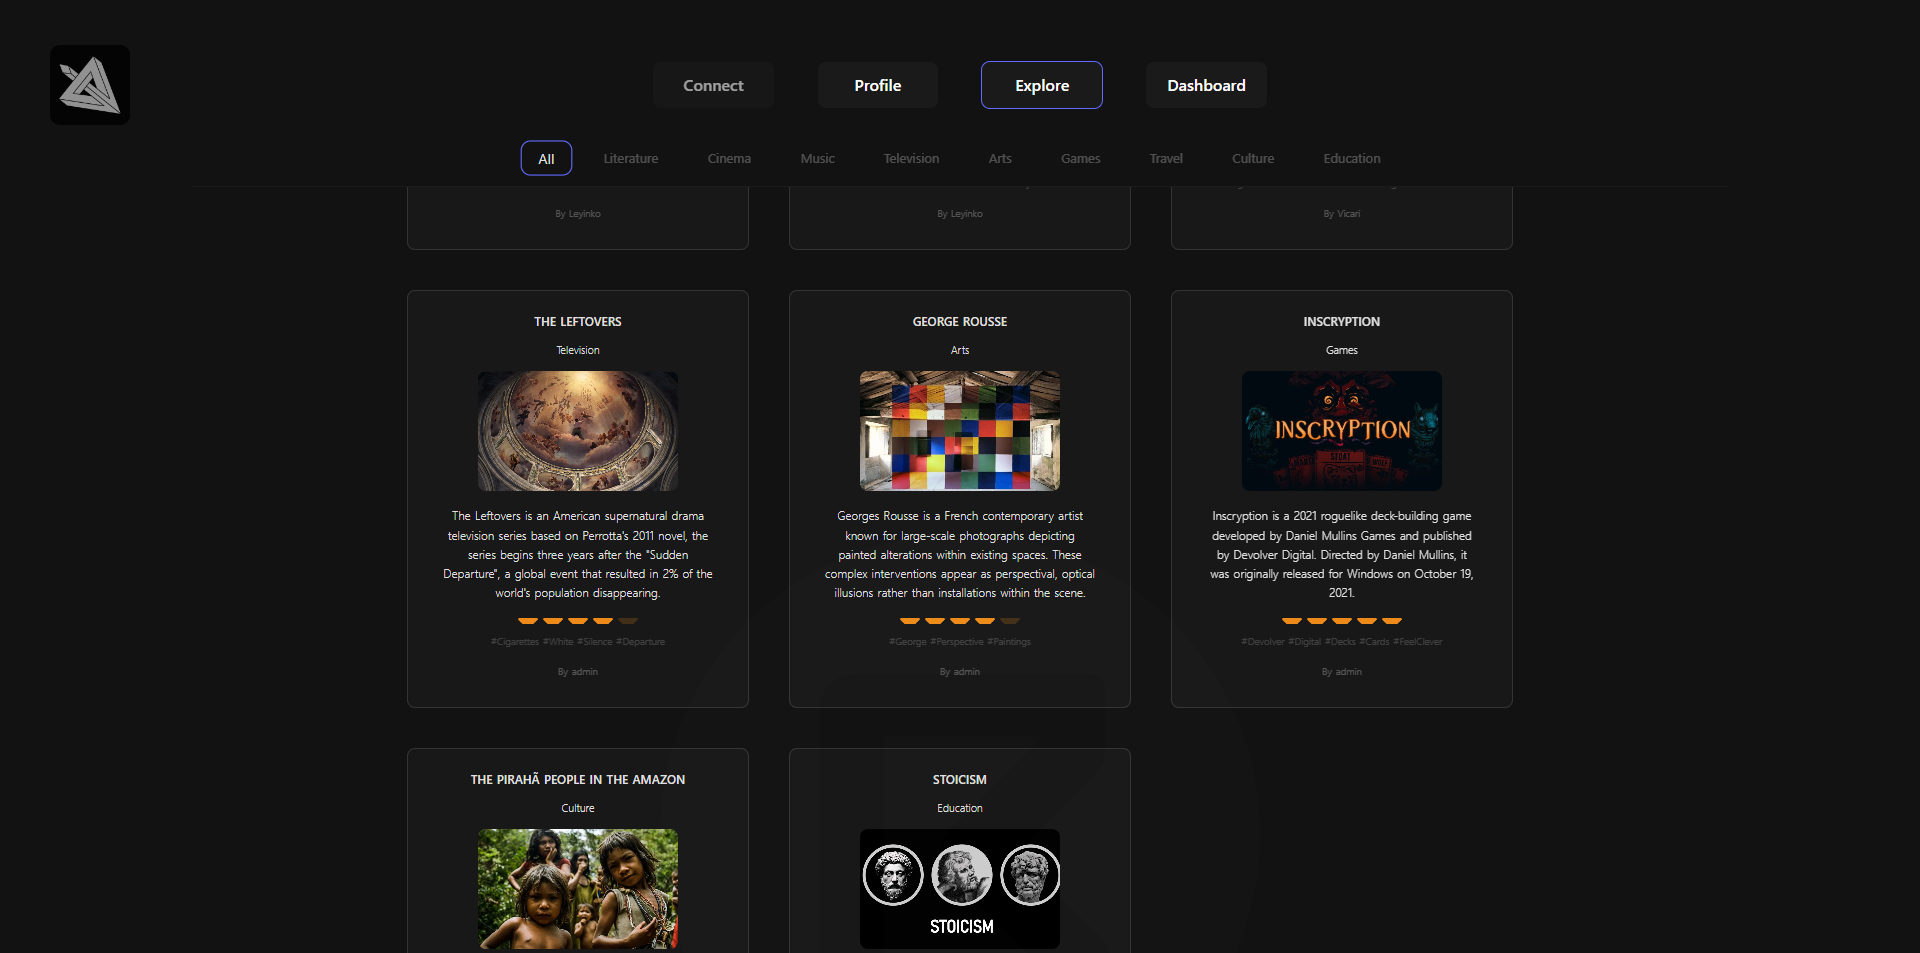 Connect Profile Explore Dashboard
All Literature Cinema Music Television Arts Games Travel Culture Education
By Leyinko
By Leyinko
By Vicari
THE LEFTOVERS
Television
The Leftovers is an American supernatural drama
television series based on Perrotta's 2011 novel, the
series begins three years after the "Sudden
Departure", a global event that resulted in 2% of the
world's population disappearing.
#Cigarettes #White #Silence #Departure
By admin
GEORGE ROUSSE
Arts
Georges Rousse is a French contemporary artist
known for large-scale photographs depicting
painted alterations within existing spaces. These
complex interventions appear as perspectival, optical
illusions rather than installations within the scene.
#George #Perspective #Paintings
By admin
INSCRYPTION
Games
INSCRYPTION
Inscryption is a 2021 roguelike deck-building game
developed by Daniel Mullins Games and published
by Devolver Digital. Directed by Daniel Mullins, it
was originally released for Windows on October 19,
2021.
#Devolver #Digital #Decks #Cards #FeelClever
By admin
THE PIRAHÃ PEOPLE IN THE AMAZON
Culture
STOICISM
Education
STOICISM